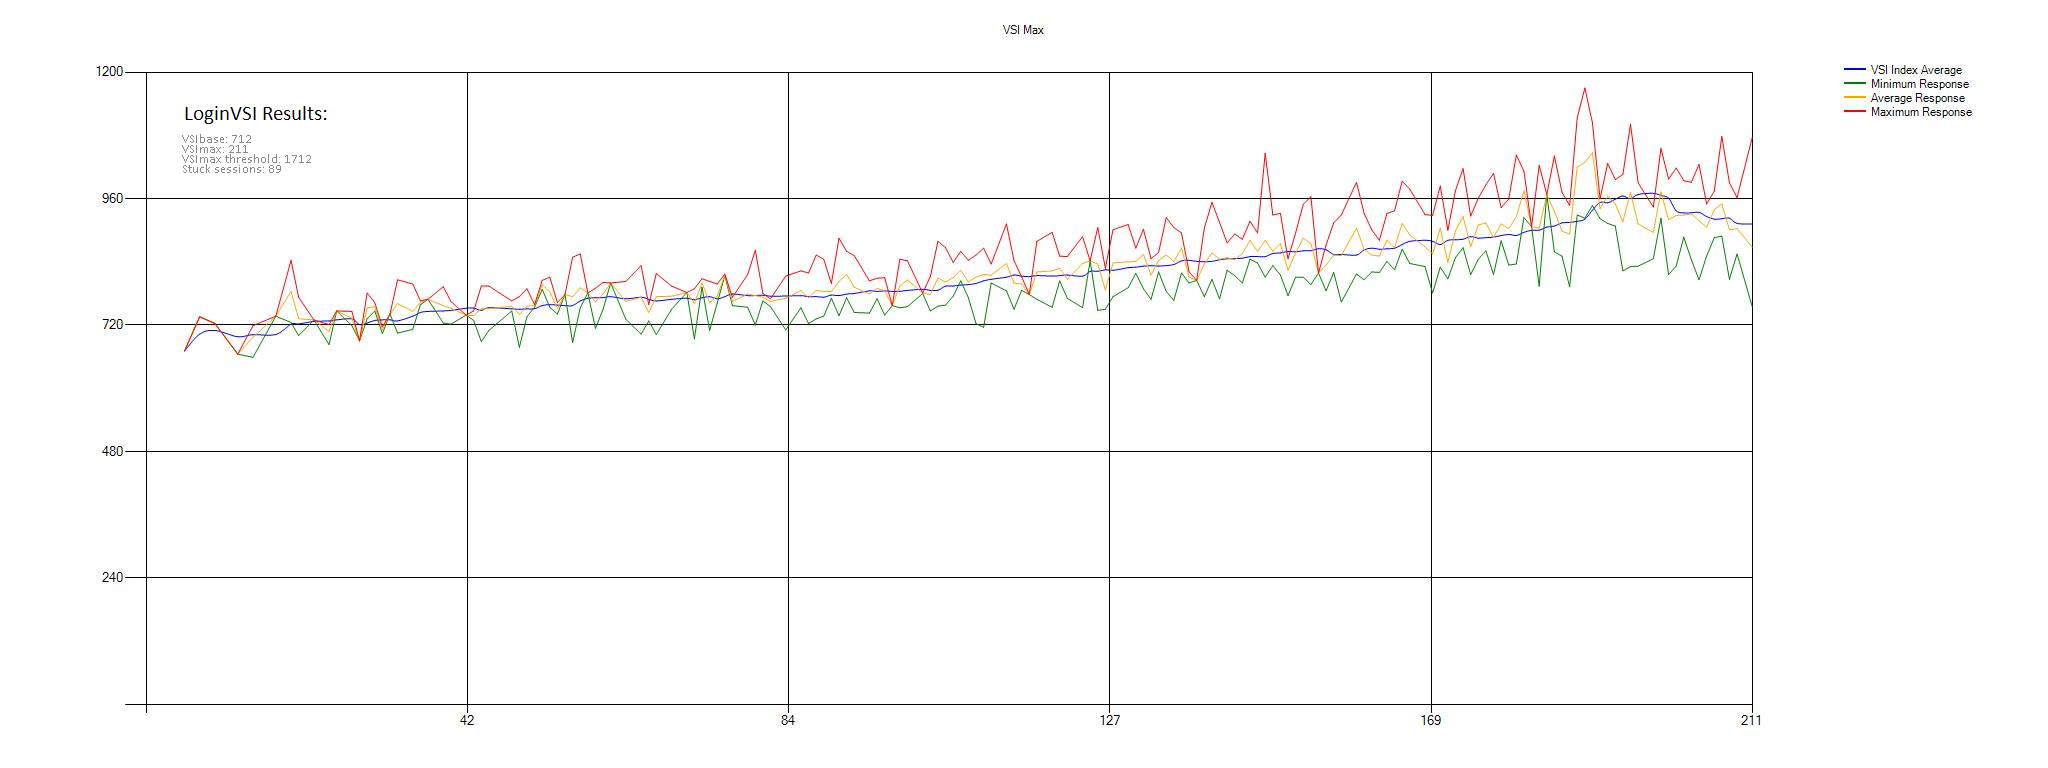 VSI Max
1200
960
720
480
240
LoginVSI Results:
VSIbase: 712
VSImax: 211
VSImax threshold: 1712
Stuck sessions: 89
VSI Index Average
Minimum Response
Average Response
Maximum Response
42
84
127
169
211